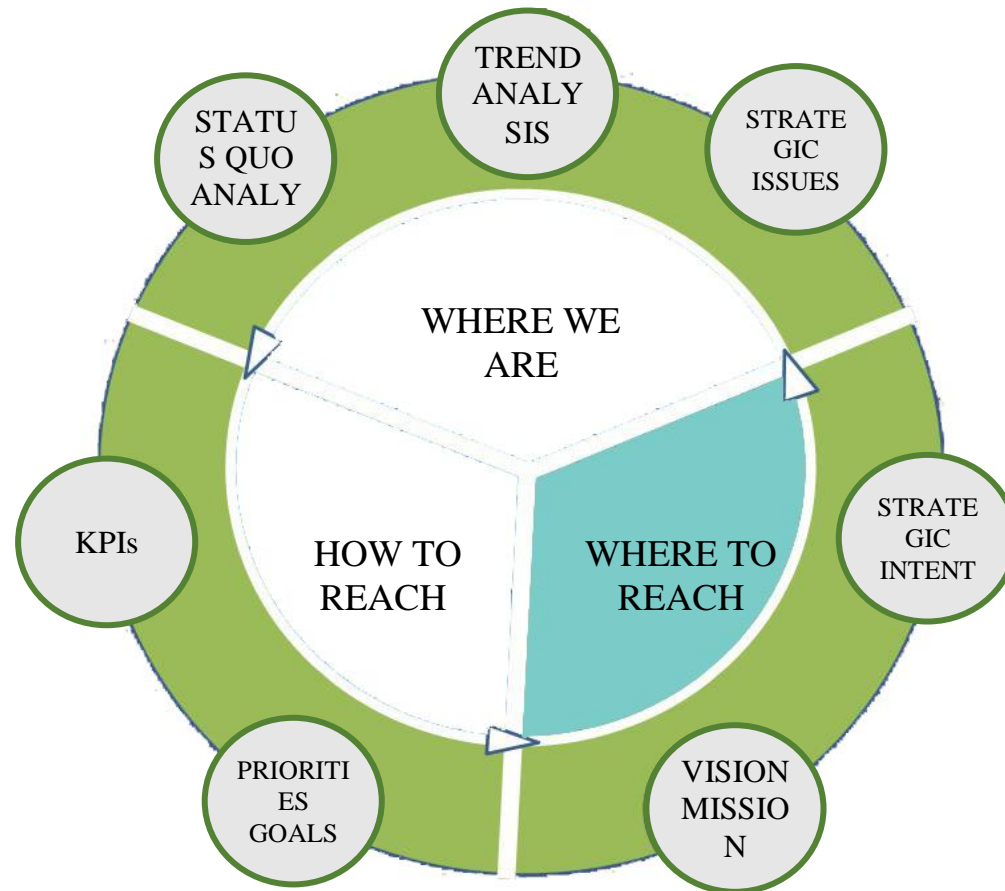 TREND
ANALY
SIS
STATU
S QUO
ANALY
STRATE
GIC
ISSUES
WHERE WE
ARE
KPIs
HOW TO
REACH
WHERE TO
REACH
STRATE
GIC
INTENT
PRIORITI
ES
GOALS
VISION
MISSIO
N